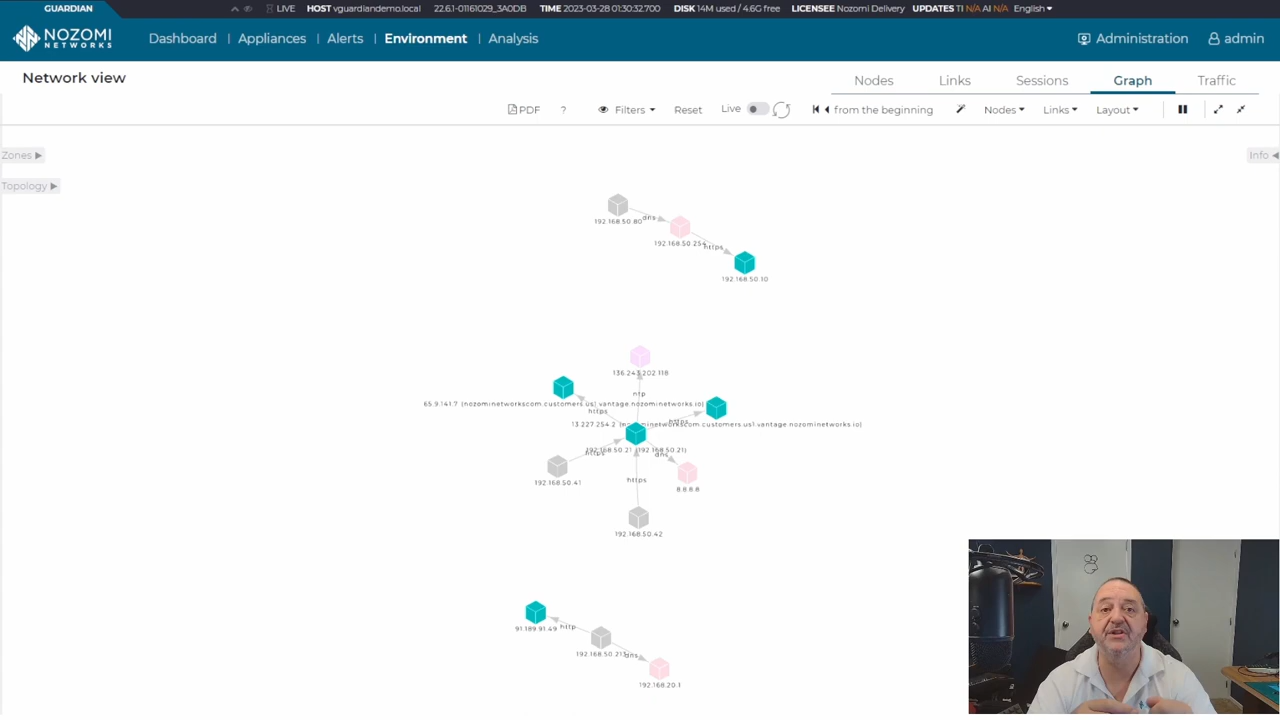 GUARDIAN LIVE HOST vguardiandemo.local 22.6.1-01161029_3A0DB TIME 2023-03-28 01:30:32.700 DISK 14M used / 4.6G free LICENSEE Nozomi Delivery UPDATES TI N/A AI N/A English
NOZOMI NETWORKS Dashboard | Appliances | Alerts | Environment | Analysis Administration admin
Network view Nodes Links Sessions Graph Traffic
PDF ? Filters Reset Live from the beginning Nodes Links Layout
Zones Info
Topology
192.168.50.80 dns
192.168.50.254 https
192.168.50.10
136.243.202.118
ntp
65.9.141.7 (nozominetworkscom.customers.us1.vantage.nozominetworks.io)
https
https
13.227.254.2 (nozominetworkscom.customers.us1.vantage.nozominetworks.io)
192.168.50.21 (192.168.50.21)
https dns
192.168.50.41 https 8.8.8.8
192.168.50.42
91.189.91.49 http
192.168.50.213 dns
192.168.20.1